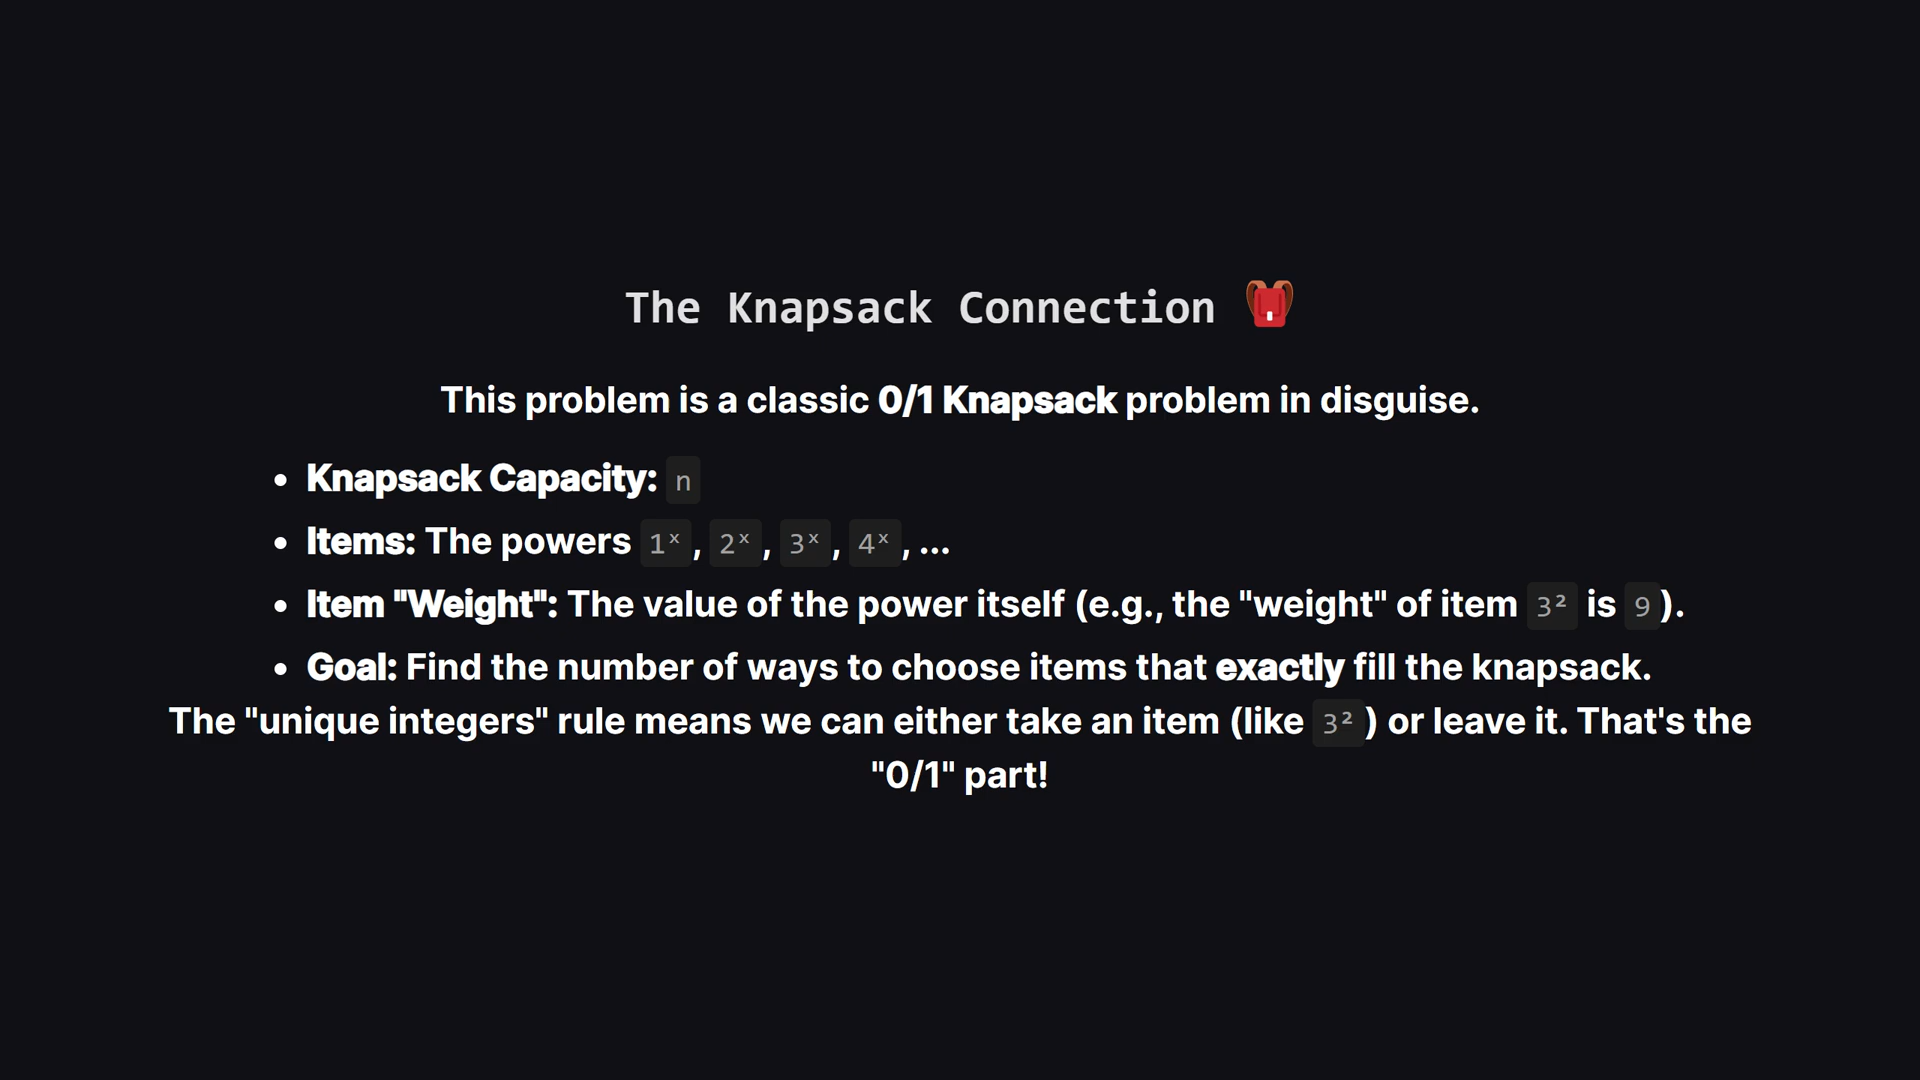 The Knapsack Connection 🎒
This problem is a classic 0/1 Knapsack problem in disguise.
• Knapsack Capacity: n
• Items: The powers 1ˣ, 2ˣ, 3ˣ, 4ˣ, ...
• Item "Weight": The value of the power itself (e.g., the "weight" of item 3² is 9).
• Goal: Find the number of ways to choose items that exactly fill the knapsack.
The "unique integers" rule means we can either take an item (like 3²) or leave it. That's the
"0/1" part!